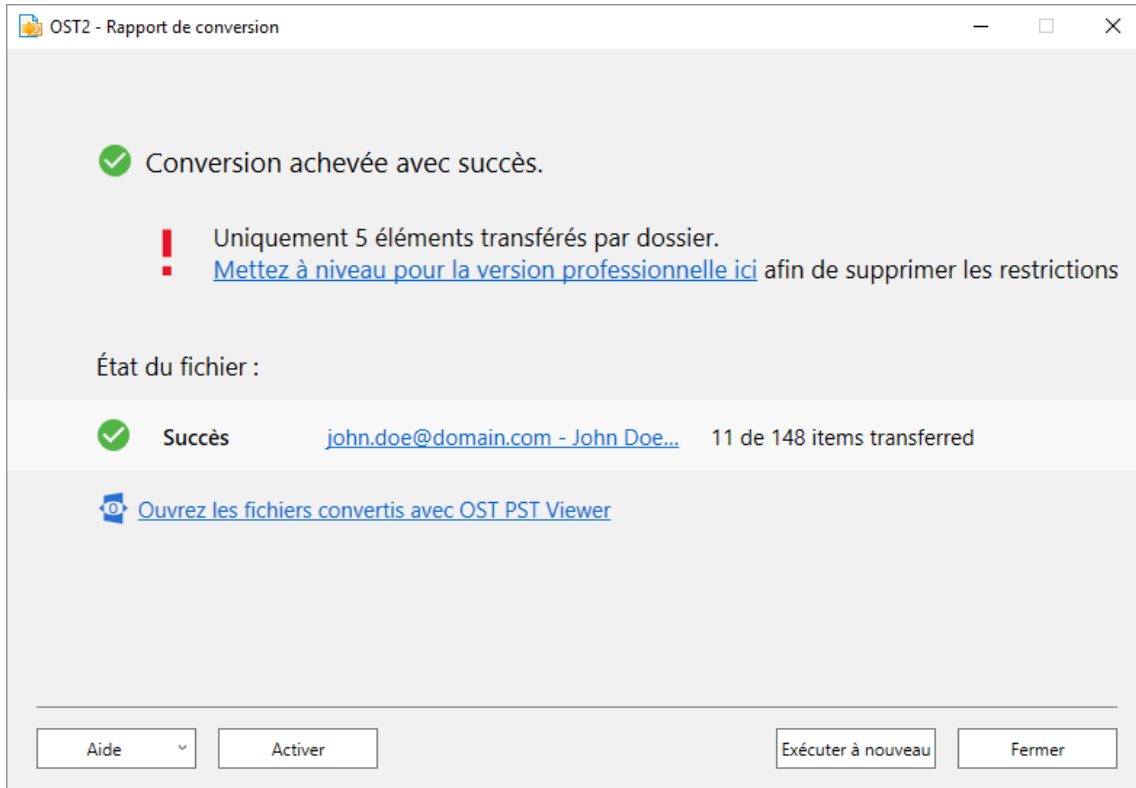 OST2 - Rapport de conversion
Conversion achevée avec succès.
Uniquement 5 éléments transférés par dossier.
Mettez à niveau pour la version professionnelle ici afin de supprimer les restrictions
État du fichier :
Succès john.doe@domain.com - John Doe... 11 de 148 items transferred
Ouvrez les fichiers convertis avec OST PST Viewer
Aide Activer Exécuter à nouveau Fermer